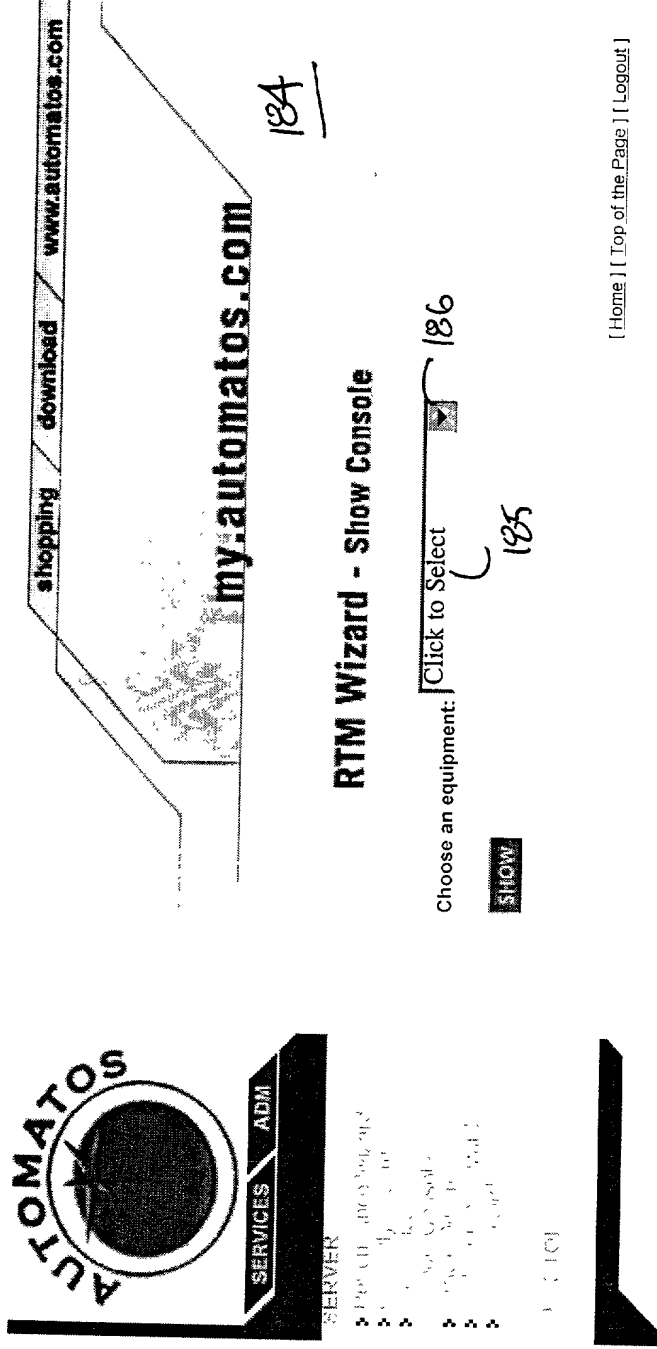 AUTOMATOS
SERVICES ADM
SERVER
shopping download www.automatos.com
my.automatos.com
184
RTM Wizard - Show Console
Choose an equipment: Click to Select
186
185
SHOW
[ Home ] [ Top of the Page ] [ Logout ]